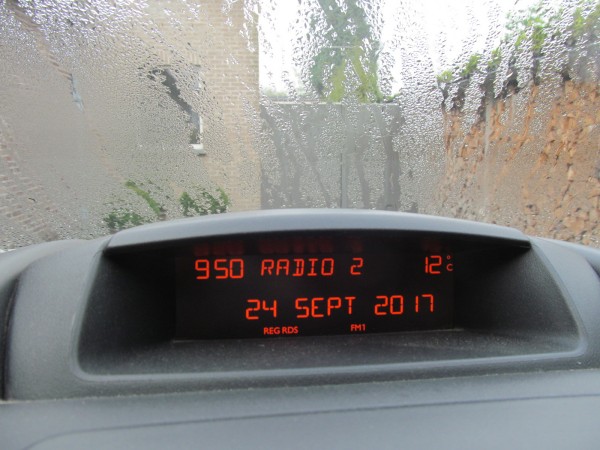 950 RADIO 2 12°C
24 SEPT 2017
REG RDS FM1